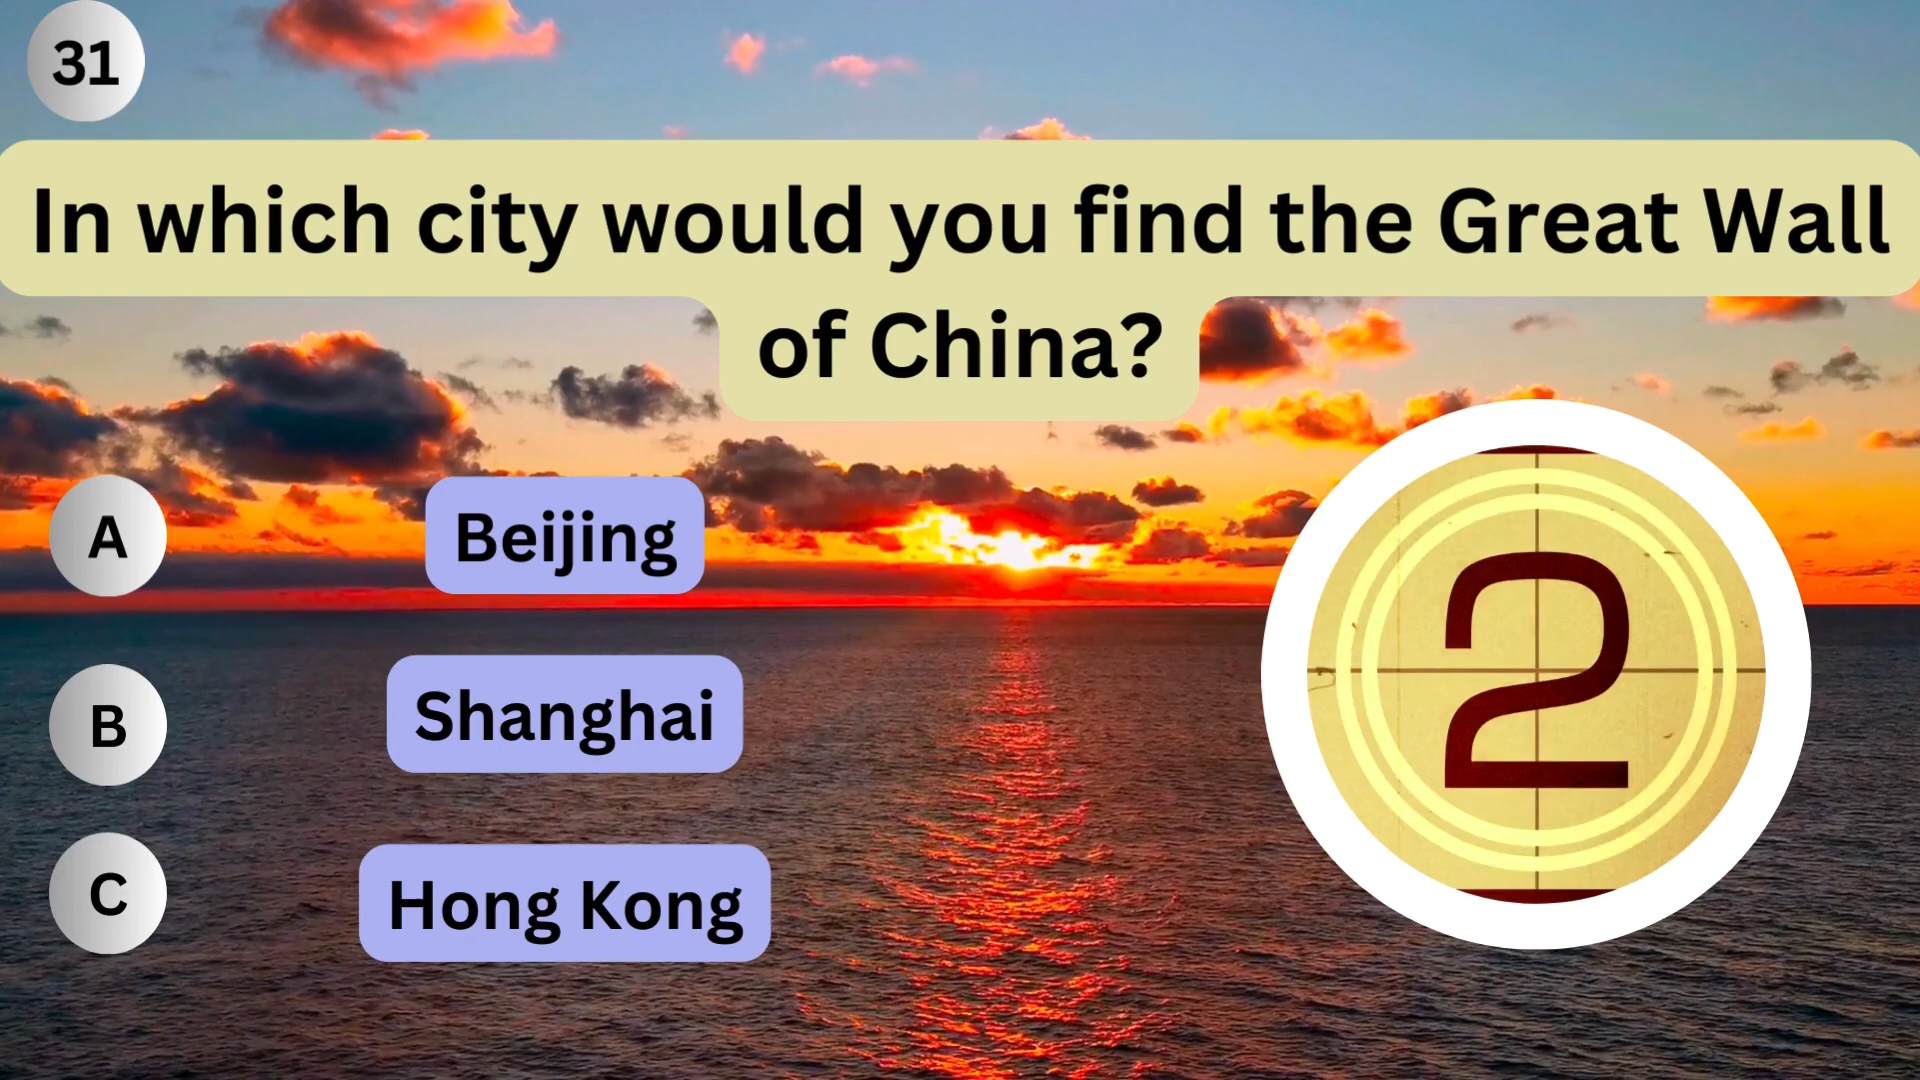 31
In which city would you find the Great Wall
of China?
A
Beijing
B
Shanghai
C
Hong Kong
2